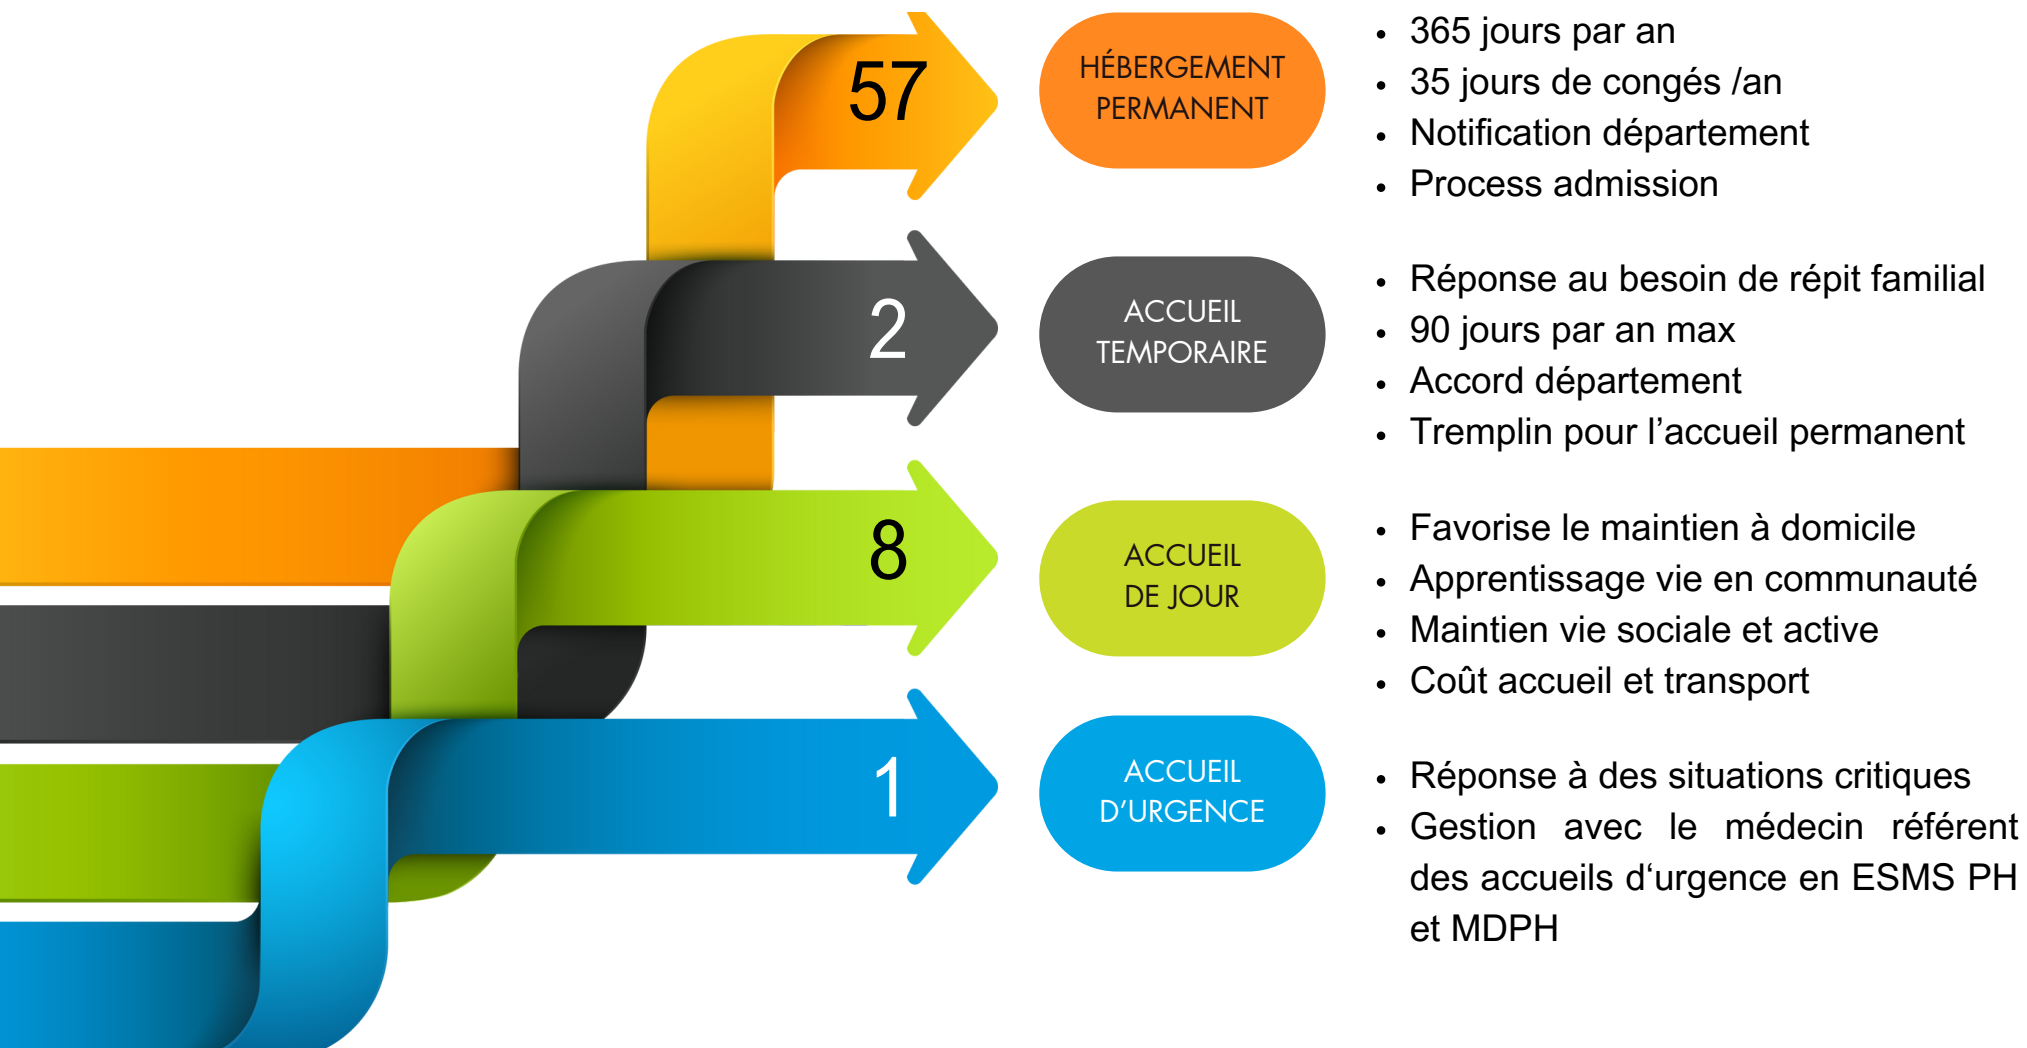 57
HÉBERGEMENT
PERMANENT
• 365 jours par an
• 35 jours de congés /an
• Notification département
• Process admission
2
ACCUEIL
TEMPORAIRE
• Réponse au besoin de répit familial
• 90 jours par an max
• Accord département
• Tremplin pour l’accueil permanent
8
ACCUEIL
DE JOUR
• Favorise le maintien à domicile
• Apprentissage vie en communauté
• Maintien vie sociale et active
• Coût accueil et transport
1
ACCUEIL
D’URGENCE
• Réponse à des situations critiques
• Gestion avec le médecin référent
des accueils d‘urgence en ESMS PH
et MDPH